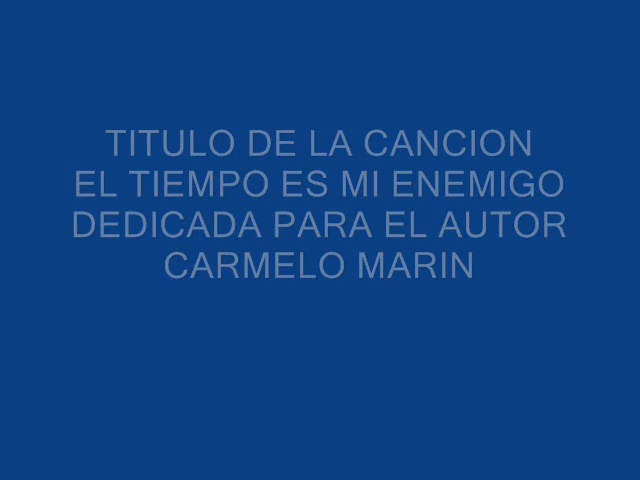 TITULO DE LA CANCION
EL TIEMPO ES MI ENEMIGO
DEDICADA PARA EL AUTOR
CARMELO MARIN